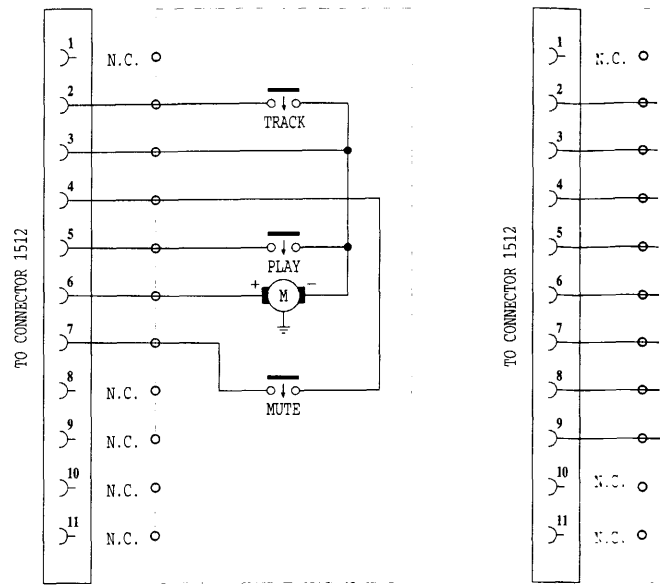 1
N.C.
2
TRACK
3
4
5
PLAY
6
+ M −
7
8
N.C.
MUTE
9
N.C.
10
N.C.
11
N.C.
TO CONNECTOR 1512
1
N.C.
2
3
4
5
6
7
8
9
10
N.C.
11
N.C.
TO CONNECTOR 1512